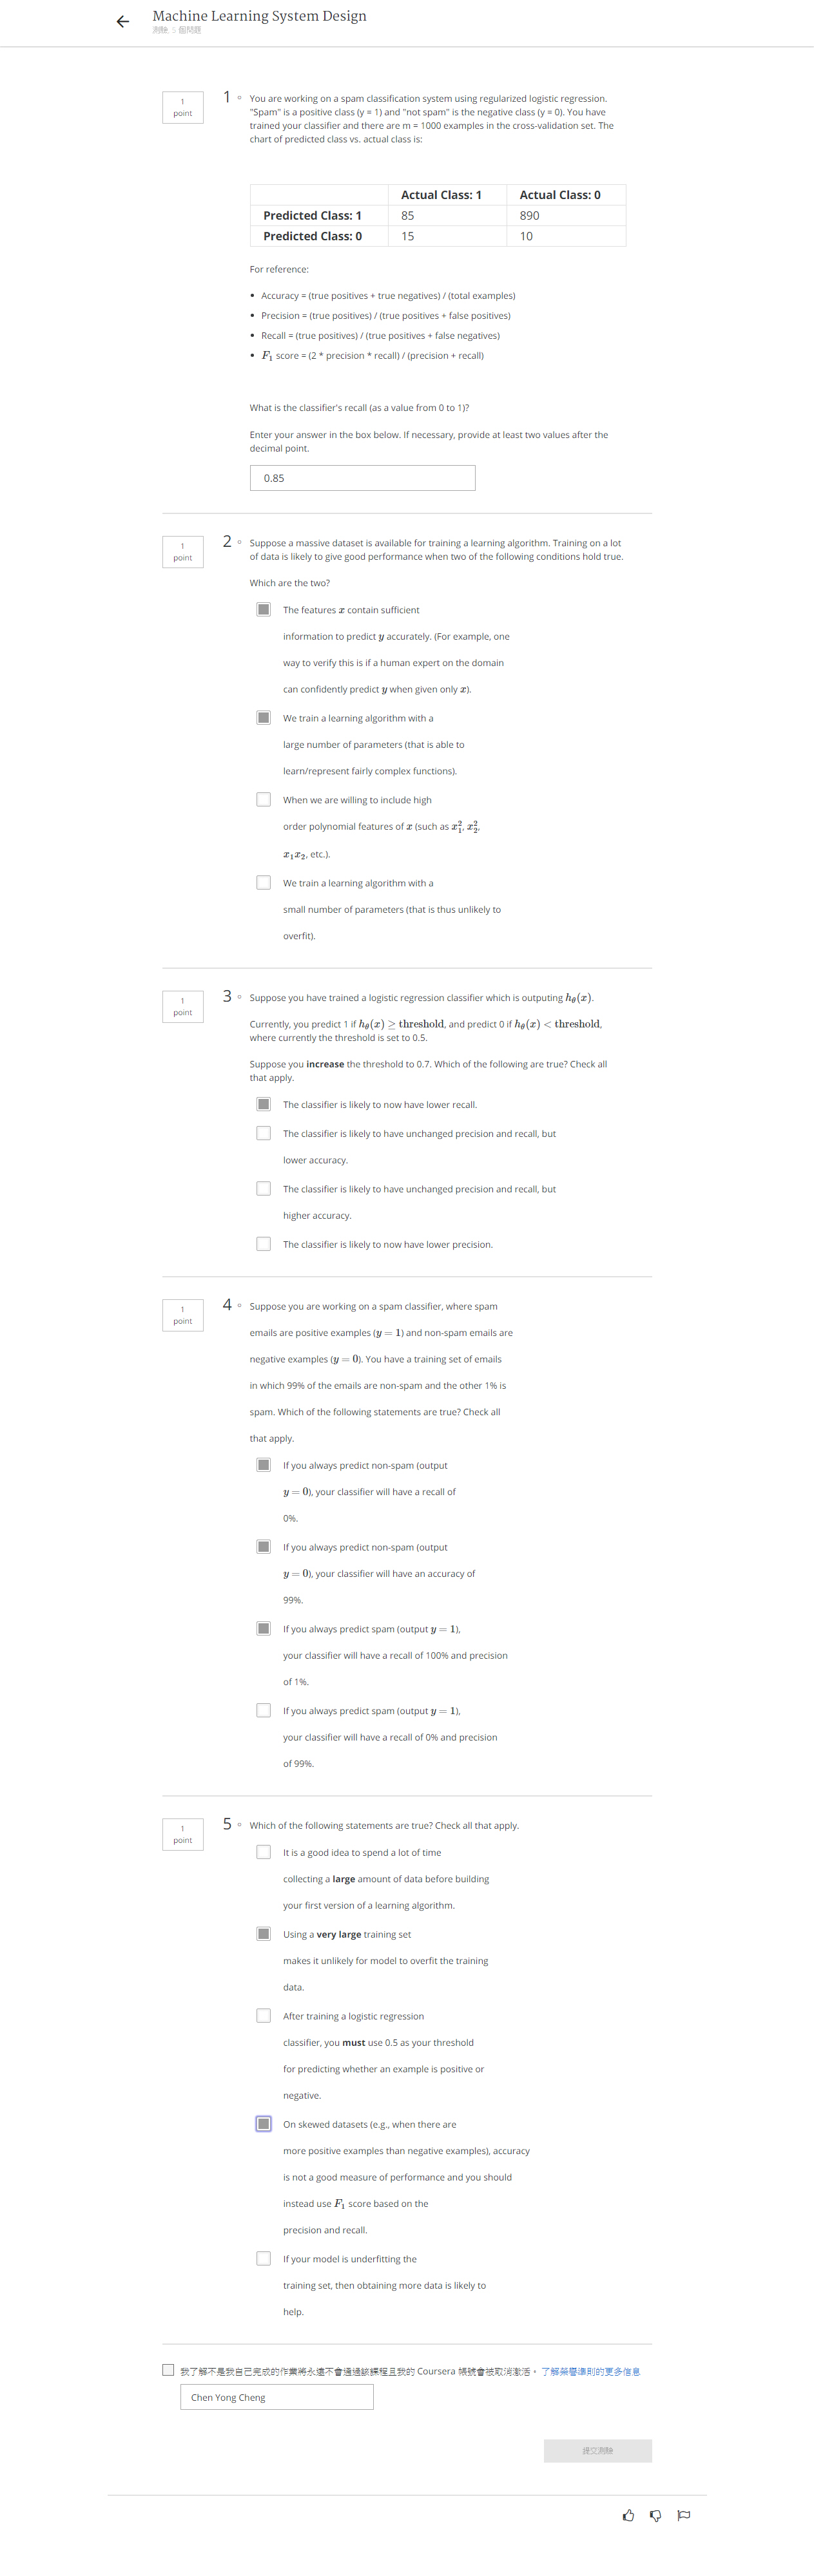 Machine Learning System Design
測驗, 5 個問題
1
point
1.
You are working on a spam classification system using regularized logistic regression.
"Spam" is a positive class (y = 1) and "not spam" is the negative class (y = 0). You have
trained your classifier and there are m = 1000 examples in the cross-validation set. The
chart of predicted class vs. actual class is:
Actual Class: 1 Actual Class: 0
Predicted Class: 1 85 890
Predicted Class: 0 15 10
For reference:
• Accuracy = (true positives + true negatives) / (total examples)
• Precision = (true positives) / (true positives + false positives)
• Recall = (true positives) / (true positives + false negatives)
• F₁ score = (2 * precision * recall) / (precision + recall)
What is the classifier's recall (as a value from 0 to 1)?
Enter your answer in the box below. If necessary, provide at least two values after the
decimal point.
0.85
1
point
2.
Suppose a massive dataset is available for training a learning algorithm. Training on a lot
of data is likely to give good performance when two of the following conditions hold true.
Which are the two?
The features x contain sufficient
information to predict y accurately. (For example, one
way to verify this is if a human expert on the domain
can confidently predict y when given only x).
We train a learning algorithm with a
large number of parameters (that is able to
learn/represent fairly complex functions).
When we are willing to include high
order polynomial features of x (such as x₁², x₂²,
x₁x₂, etc.).
We train a learning algorithm with a
small number of parameters (that is thus unlikely to
overfit).
1
point
3.
Suppose you have trained a logistic regression classifier which is outputing hθ(x).
Currently, you predict 1 if hθ(x) ≥ threshold, and predict 0 if hθ(x) < threshold,
where currently the threshold is set to 0.5.
Suppose you increase the threshold to 0.7. Which of the following are true? Check all
that apply.
The classifier is likely to now have lower recall.
The classifier is likely to have unchanged precision and recall, but
lower accuracy.
The classifier is likely to have unchanged precision and recall, but
higher accuracy.
The classifier is likely to now have lower precision.
1
point
4.
Suppose you are working on a spam classifier, where spam
emails are positive examples (y = 1) and non-spam emails are
negative examples (y = 0). You have a training set of emails
in which 99% of the emails are non-spam and the other 1% is
spam. Which of the following statements are true? Check all
that apply.
If you always predict non-spam (output
y = 0), your classifier will have a recall of
0%.
If you always predict non-spam (output
y = 0), your classifier will have an accuracy of
99%.
If you always predict spam (output y = 1),
your classifier will have a recall of 100% and precision
of 1%.
If you always predict spam (output y = 1),
your classifier will have a recall of 0% and precision
of 99%.
1
point
5.
Which of the following statements are true? Check all that apply.
It is a good idea to spend a lot of time
collecting a large amount of data before building
your first version of a learning algorithm.
Using a very large training set
makes it unlikely for model to overfit the training
data.
After training a logistic regression
classifier, you must use 0.5 as your threshold
for predicting whether an example is positive or
negative.
On skewed datasets (e.g., when there are
more positive examples than negative examples), accuracy
is not a good measure of performance and you should
instead use F₁ score based on the
precision and recall.
If your model is underfitting the
training set, then obtaining more data is likely to
help.
我了解不是我自己完成的作業將永遠不會通過該課程且我的 Coursera 帳號會被取消激活。 了解榮譽準則的更多信息
Chen Yong Cheng
提交測驗